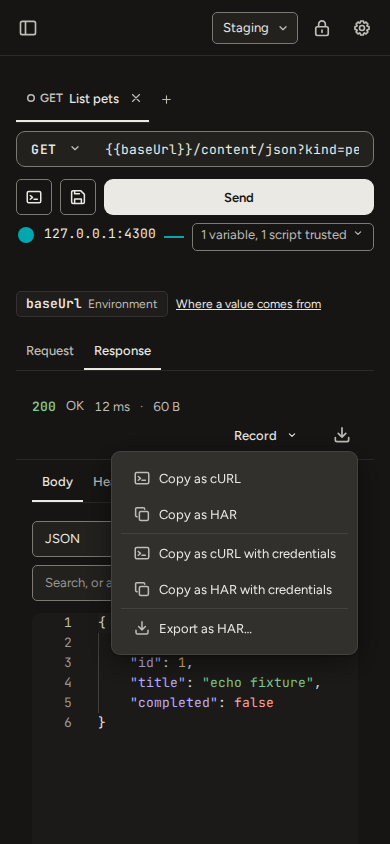 Staging
GET List pets
GET {{baseUrl}}/content/json?kind=pe
Send
127.0.0.1:4300 1 variable, 1 script trusted
baseUrl Environment Where a value comes from
Request Response
200 OK 12 ms · 60 B
Record
Body He
Copy as cURL
Copy as HAR
JSON
Copy as cURL with credentials
Search, or a
Copy as HAR with credentials
1 {
Export as HAR...
2
3 "id": 1,
4 "title": "echo fixture",
5 "completed": false
6 }